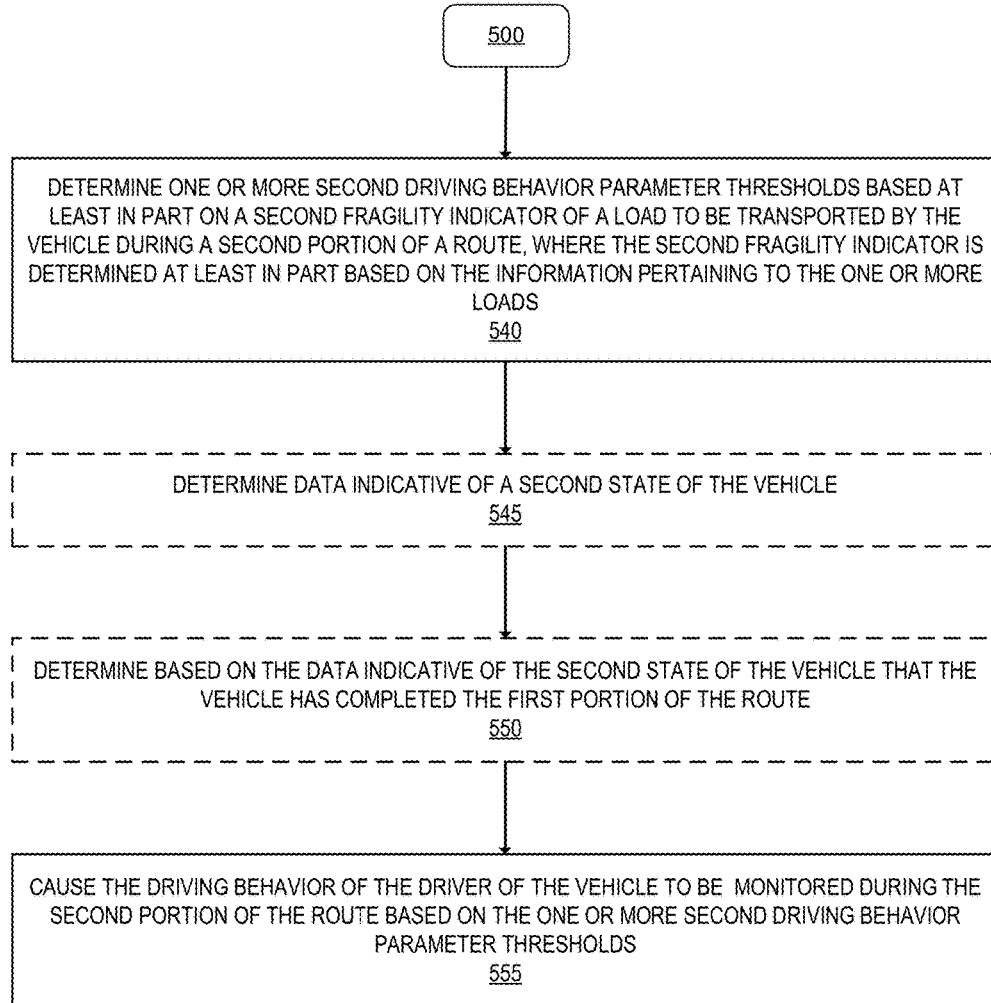 500
DETERMINE ONE OR MORE SECOND DRIVING BEHAVIOR PARAMETER THRESHOLDS BASED AT
LEAST IN PART ON A SECOND FRAGILITY INDICATOR OF A LOAD TO BE TRANSPORTED BY THE
VEHICLE DURING A SECOND PORTION OF A ROUTE, WHERE THE SECOND FRAGILITY INDICATOR IS
DETERMINED AT LEAST IN PART BASED ON THE INFORMATION PERTAINING TO THE ONE OR MORE
LOADS
540
DETERMINE DATA INDICATIVE OF A SECOND STATE OF THE VEHICLE
545
DETERMINE BASED ON THE DATA INDICATIVE OF THE SECOND STATE OF THE VEHICLE THAT THE
VEHICLE HAS COMPLETED THE FIRST PORTION OF THE ROUTE
550
CAUSE THE DRIVING BEHAVIOR OF THE DRIVER OF THE VEHICLE TO BE MONITORED DURING THE
SECOND PORTION OF THE ROUTE BASED ON THE ONE OR MORE SECOND DRIVING BEHAVIOR
PARAMETER THRESHOLDS
555